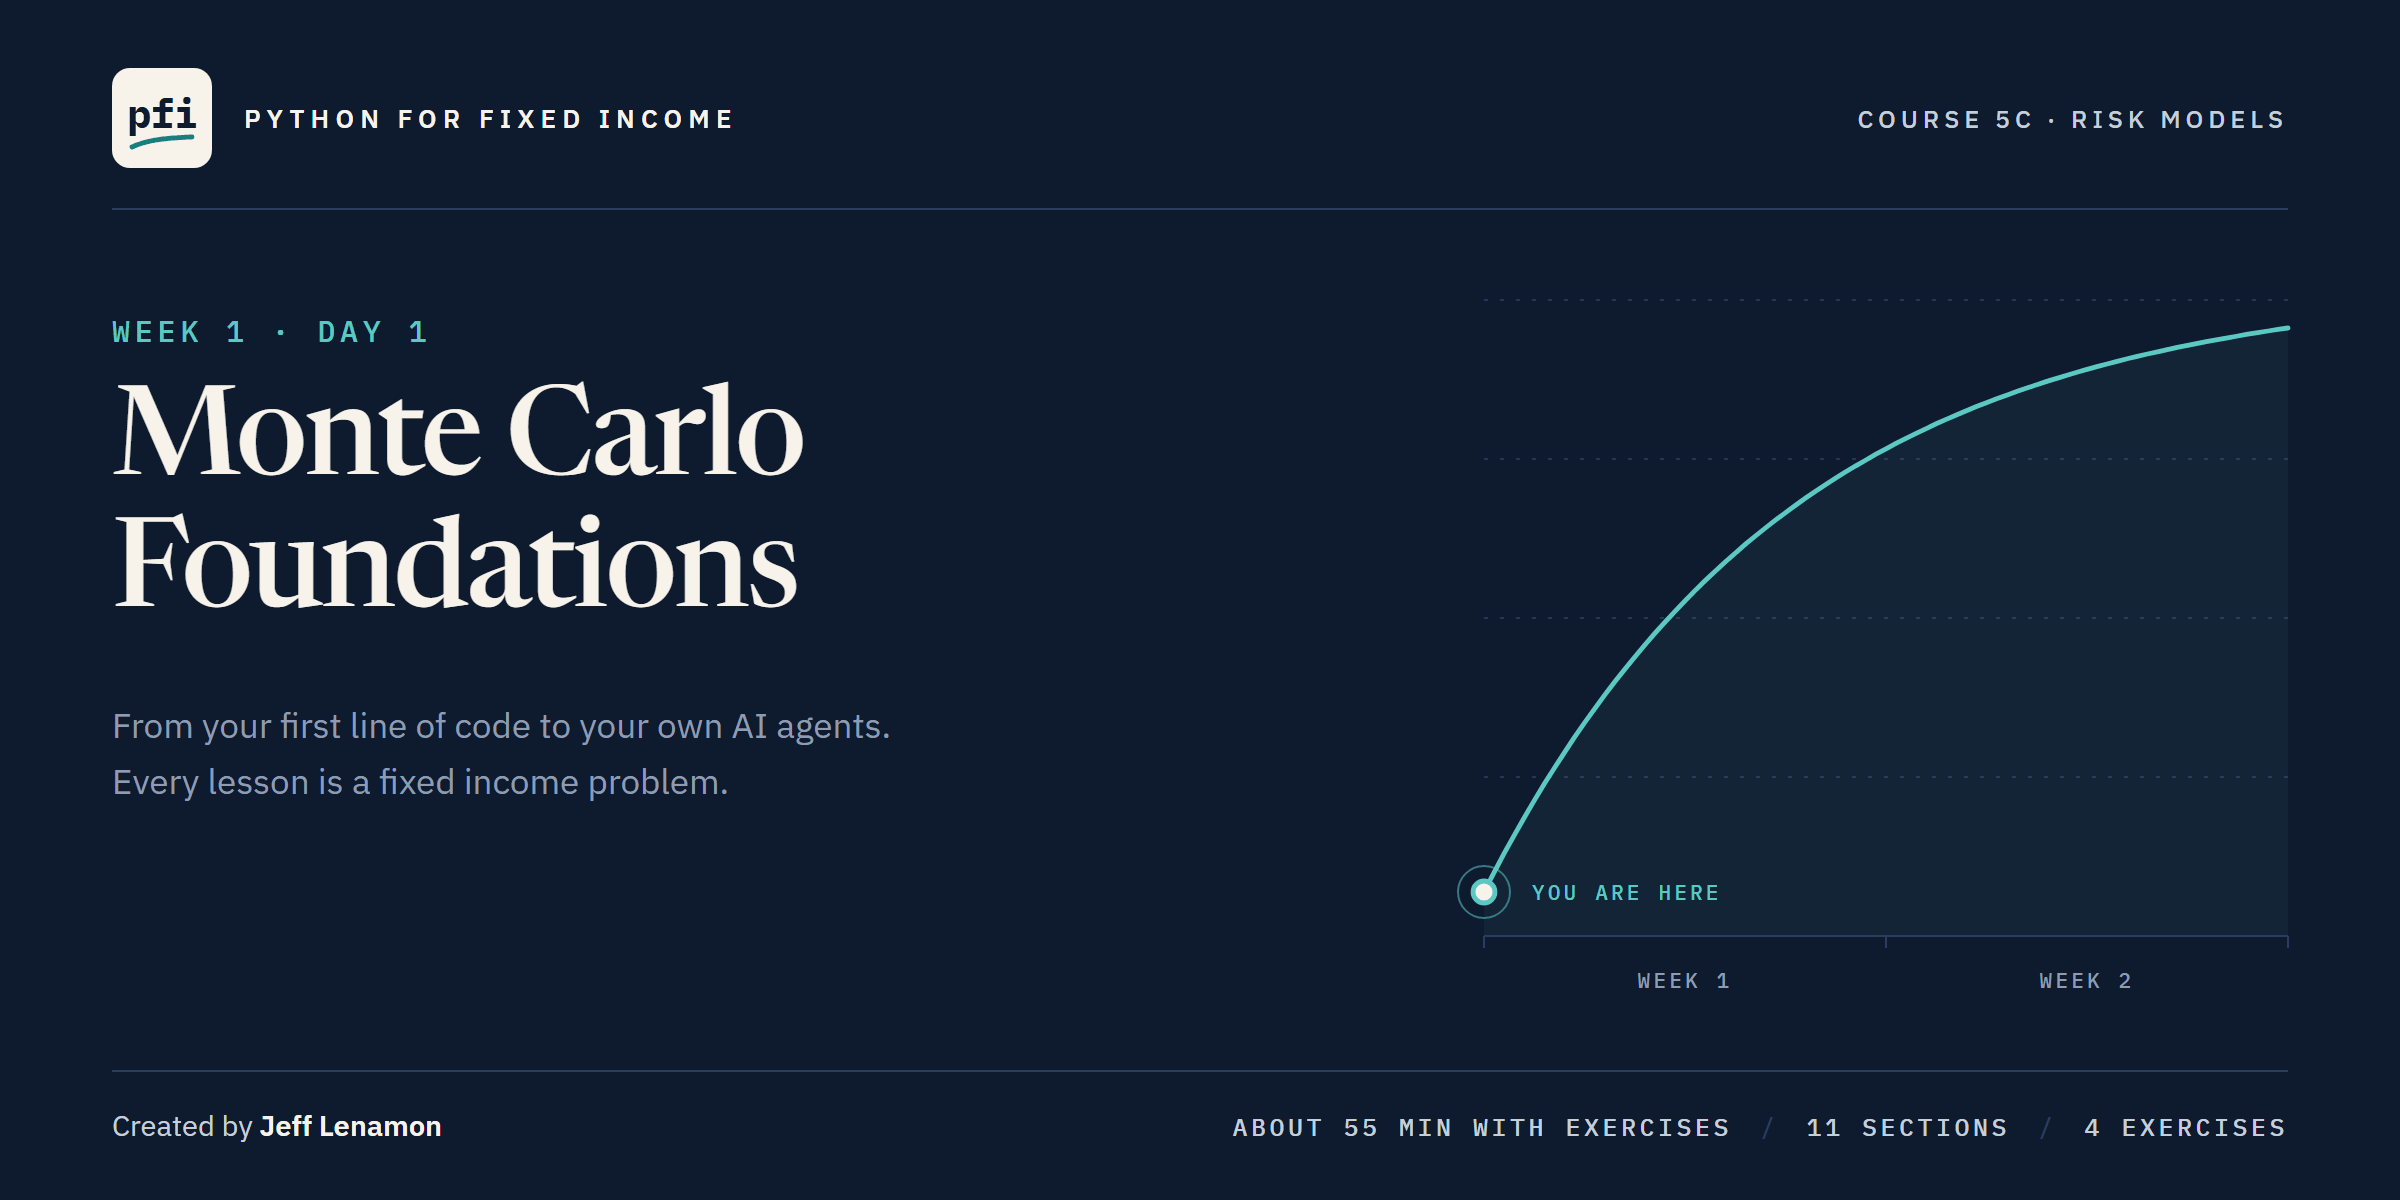 pfi
PYTHON FOR FIXED INCOME
COURSE 5C · RISK MODELS
WEEK 1 · DAY 1
Monte Carlo
Foundations
From your first line of code to your own AI agents.
Every lesson is a fixed income problem.
YOU ARE HERE
WEEK 1
WEEK 2
Created by Jeff Lenamon
ABOUT 55 MIN WITH EXERCISES / 11 SECTIONS / 4 EXERCISES